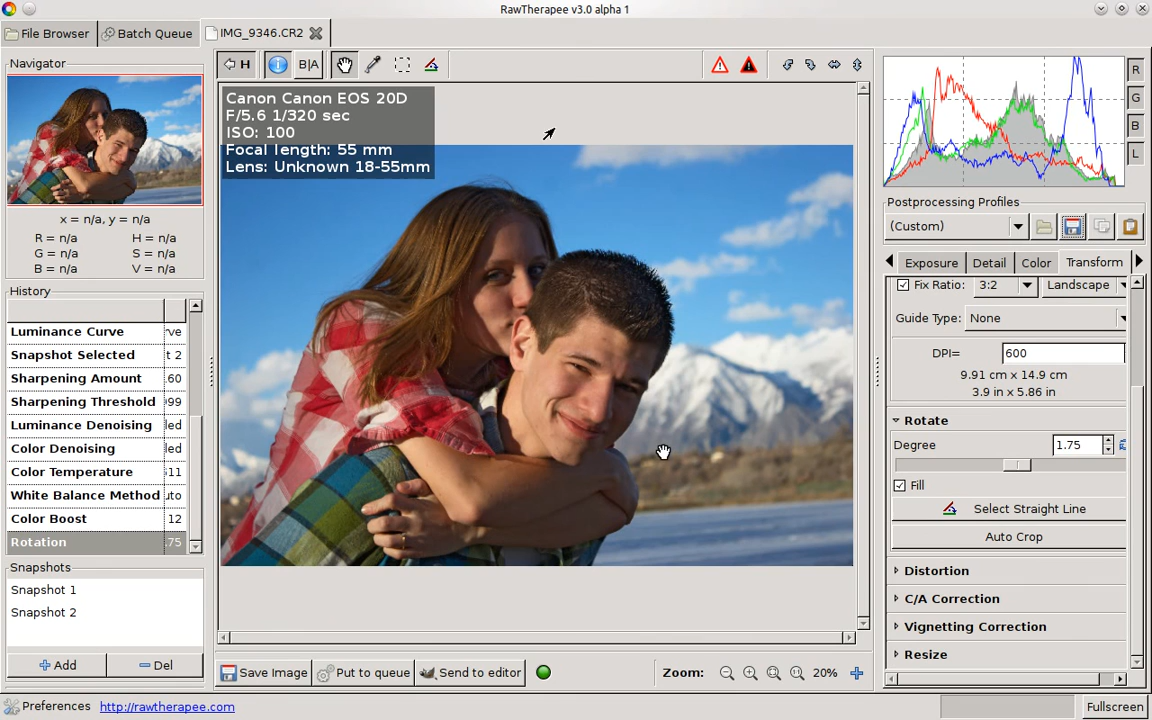 RawTherapee v3.0 alpha 1
File Browser
Batch Queue
IMG_9346.CR2
Navigator
x = n/a, y = n/a
R = n/a H = n/a
G = n/a S = n/a
B = n/a V = n/a
History
Luminance Curve
Snapshot Selected t 2
Sharpening Amount 60
Sharpening Threshold 99
Luminance Denoising led
Color Denoising led
Color Temperature 11
White Balance Method uto
Color Boost 12
Rotation 75
Snapshots
Snapshot 1
Snapshot 2
Add
Del
H
B|A
Canon Canon EOS 20D
F/5.6 1/320 sec
ISO: 100
Focal length: 55 mm
Lens: Unknown 18-55mm
Save Image
Put to queue
Send to editor
Zoom:
20%
R
G
B
L
Postprocessing Profiles
(Custom)
Exposure
Detail
Color
Transform
Fix Ratio: 3:2 Landscape
Guide Type: None
DPI= 600
9.91 cm x 14.9 cm
3.9 in x 5.86 in
Rotate
Degree 1.75
Fill
Select Straight Line
Auto Crop
Distortion
C/A Correction
Vignetting Correction
Resize
Preferences
http://rawtherapee.com
Fullscreen